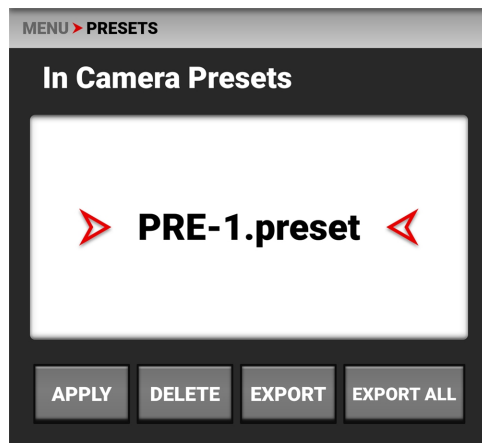 MENU PRESETS
In Camera Presets
PRE-1.preset
APPLY DELETE EXPORT EXPORT ALL